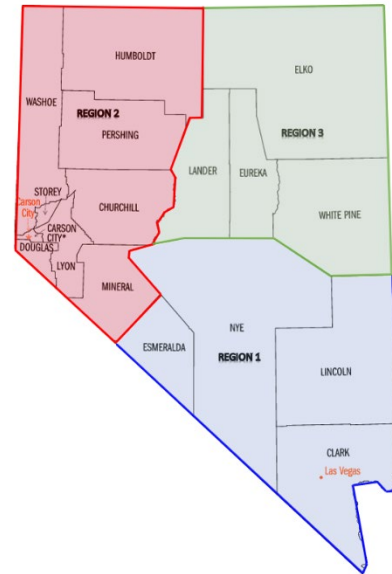 HUMBOLDT
ELKO
WASHOE
REGION 2
REGION 3
PERSHING
LANDER
EUREKA
STOREY
Carson
City
CHURCHILL
WHITE PINE
CARSON
CITY*
DOUGLAS
LYON
MINERAL
NYE
ESMERALDA
REGION 1
LINCOLN
CLARK
Las Vegas